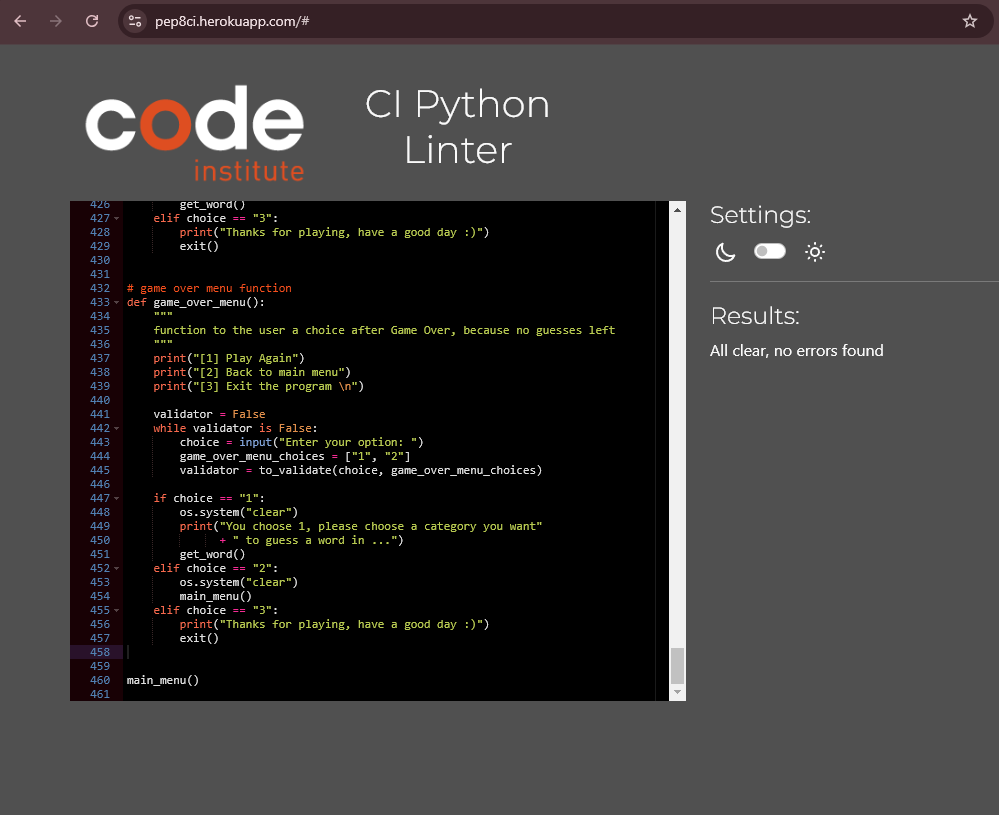 pep8ci.herokuapp.com/#
code
institute
CI Python
Linter
426         get_word()
427     elif choice == "3":
428         print("Thanks for playing, have a good day :)")
429         exit()
430
431
432 # game over menu function
433 def game_over_menu():
434     """
435     function to the user a choice after Game Over, because no guesses left
436     """
437     print("[1] Play Again")
438     print("[2] Back to main menu")
439     print("[3] Exit the program \n")
440
441     validator = False
442     while validator is False:
443         choice = input("Enter your option: ")
444         game_over_menu_choices = ["1", "2"]
445         validator = to_validate(choice, game_over_menu_choices)
446
447     if choice == "1":
448         os.system("clear")
449         print("You choose 1, please choose a category you want"
450               + " to guess a word in ...")
451         get_word()
452     elif choice == "2":
453         os.system("clear")
454         main_menu()
455     elif choice == "3":
456         print("Thanks for playing, have a good day :)")
457         exit()
458
459
460 main_menu()
461
Settings:
Results:
All clear, no errors found